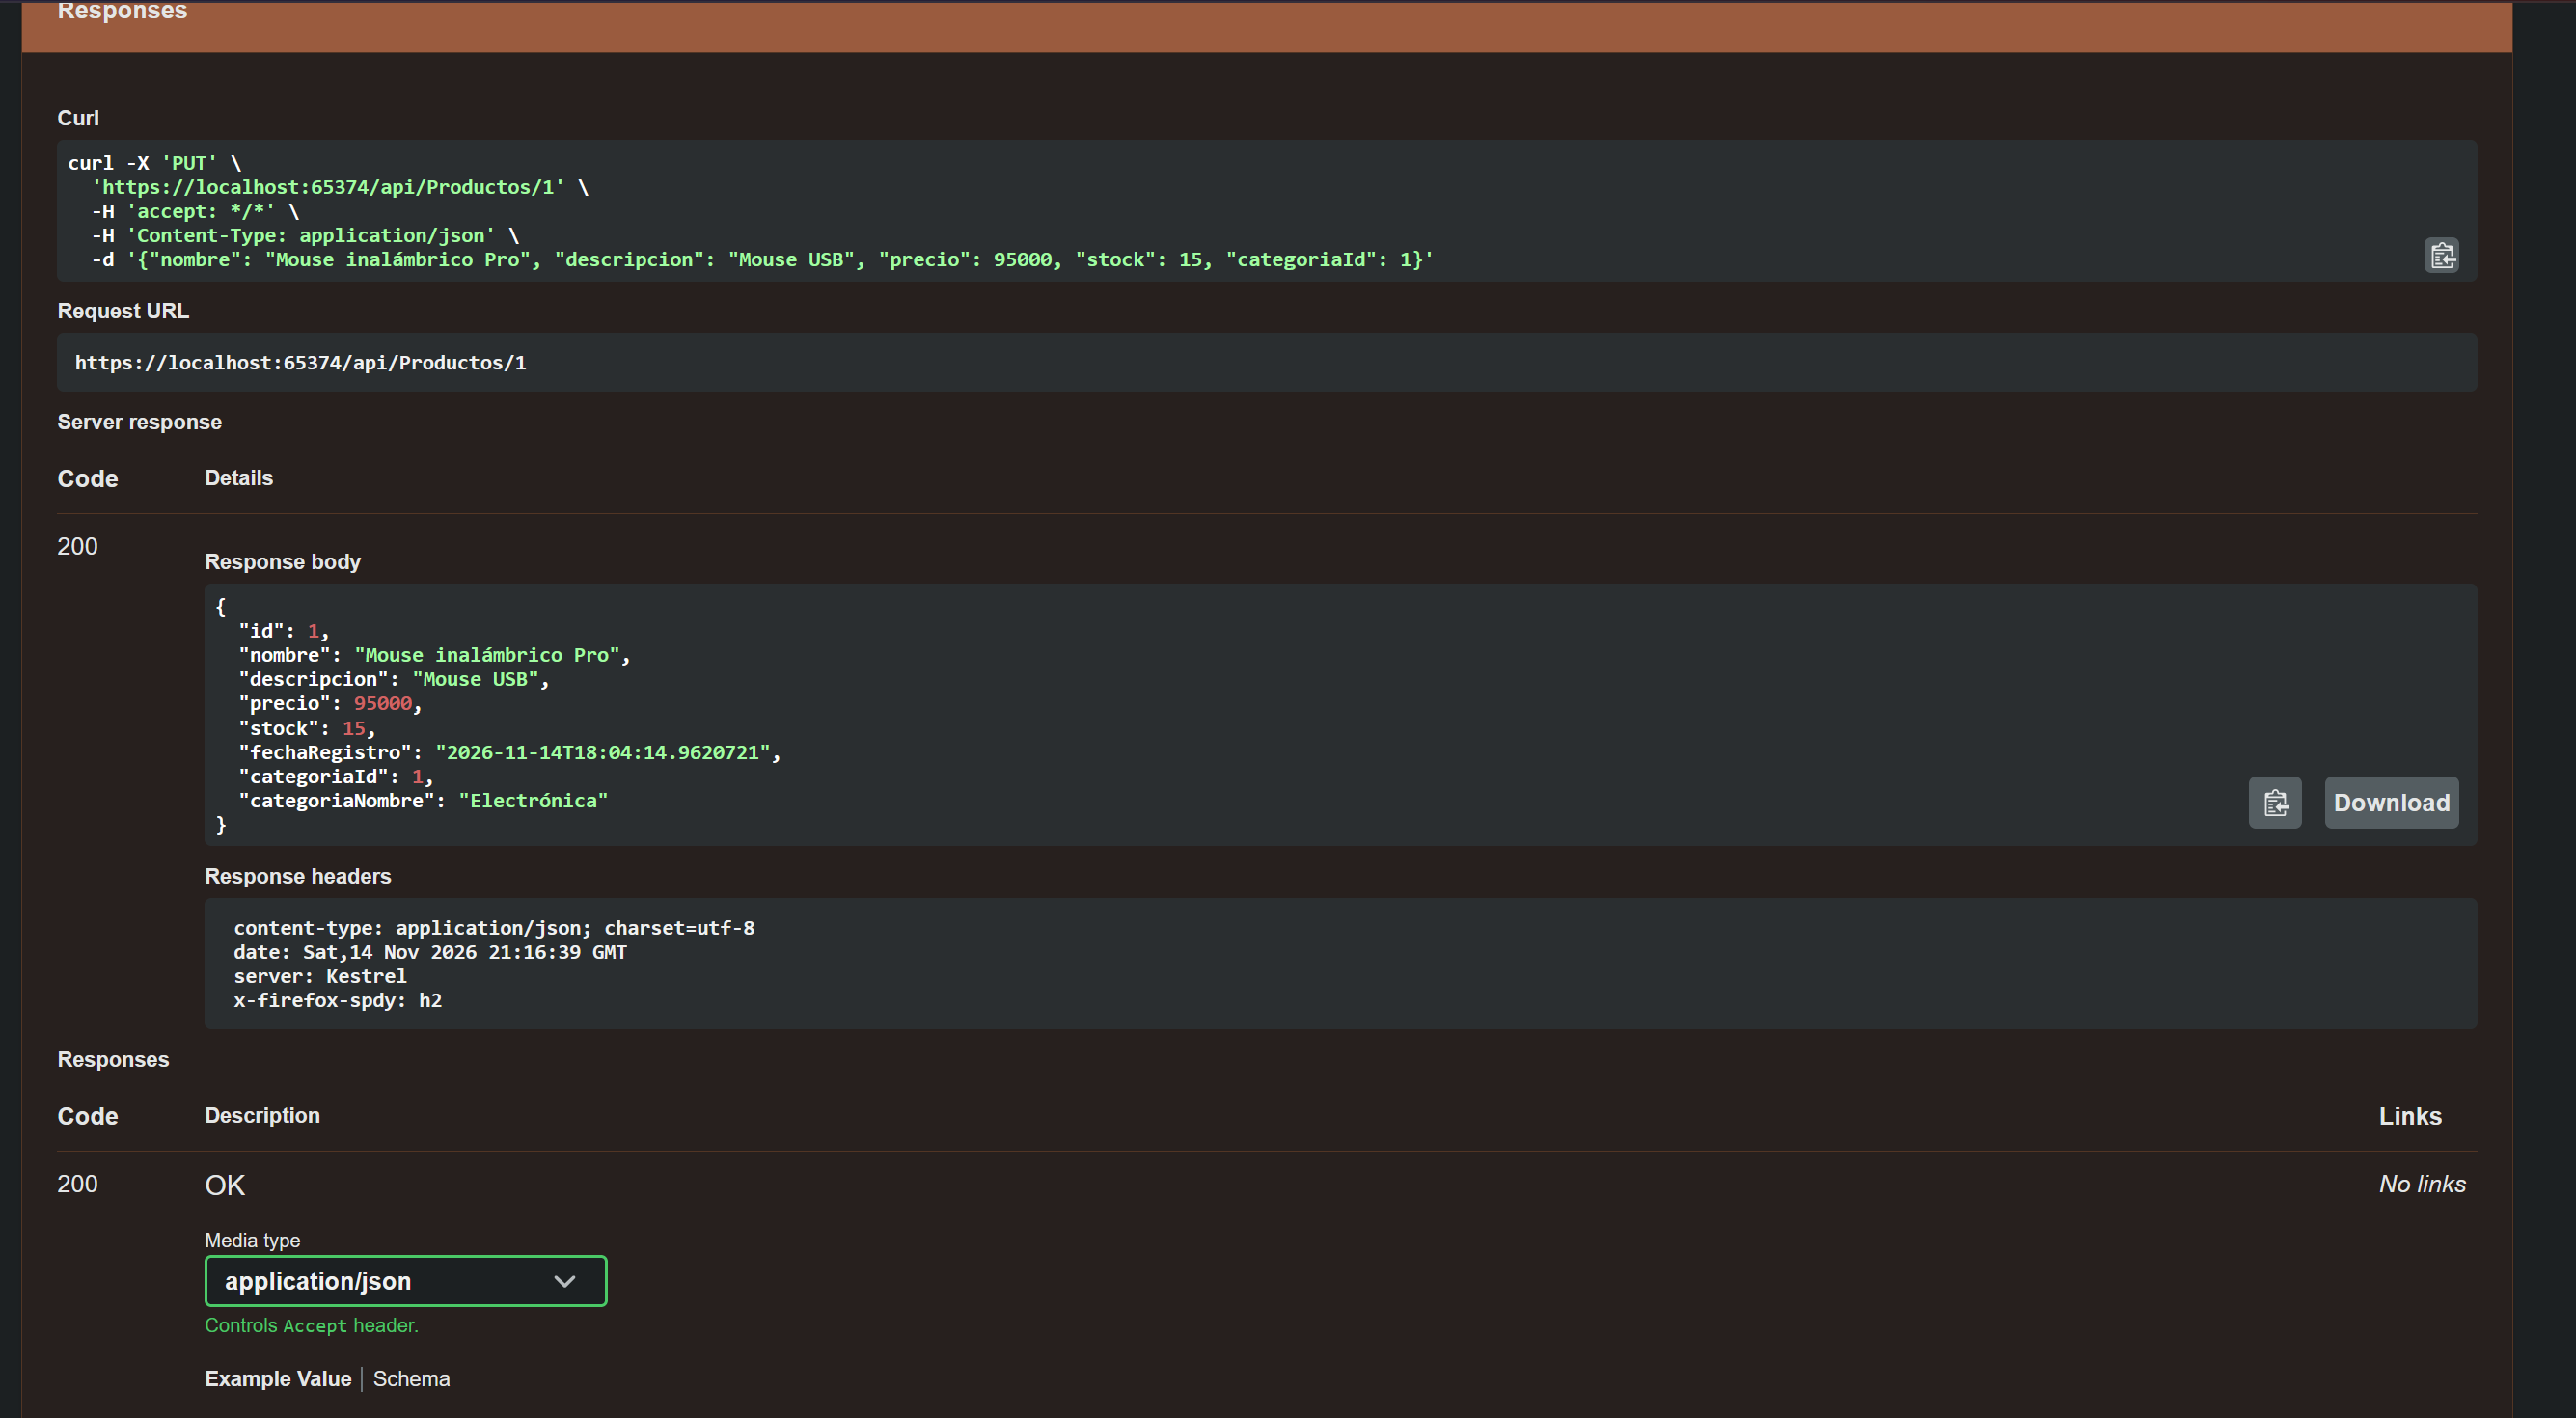 Responses
Curl
curl -X 'PUT' \
  'https://localhost:65374/api/Productos/1' \
  -H 'accept: */*' \
  -H 'Content-Type: application/json' \
  -d '{"nombre": "Mouse inalámbrico Pro", "descripcion": "Mouse USB", "precio": 95000, "stock": 15, "categoriaId": 1}'
Request URL
https://localhost:65374/api/Productos/1
Server response
Code Details
200
Response body
{
  "id": 1,
  "nombre": "Mouse inalámbrico Pro",
  "descripcion": "Mouse USB",
  "precio": 95000,
  "stock": 15,
  "fechaRegistro": "2026-11-14T18:04:14.9620721",
  "categoriaId": 1,
  "categoriaNombre": "Electrónica"
}
Download
Response headers
content-type: application/json; charset=utf-8
date: Sat,14 Nov 2026 21:16:39 GMT
server: Kestrel
x-firefox-spdy: h2
Responses
Code Description Links
200 OK No links
Media type
application/json
Controls Accept header.
Example Value | Schema